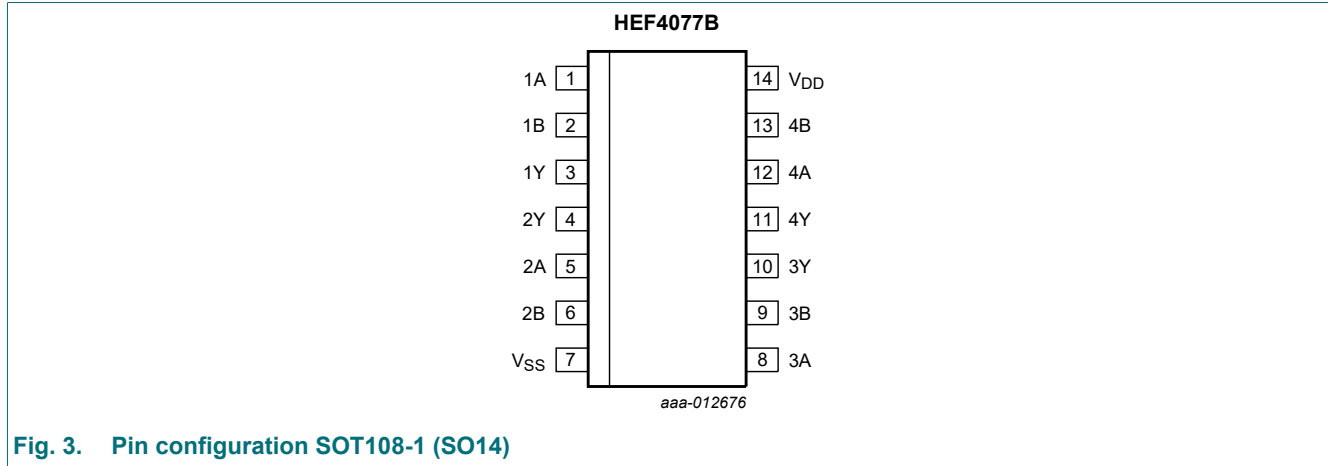 HEF4077B
1A 1 14 VDD
1B 2 13 4B
1Y 3 12 4A
2Y 4 11 4Y
2A 5 10 3Y
2B 6 9 3B
VSS 7 8 3A
aaa-012676
Fig. 3. Pin configuration SOT108-1 (SO14)